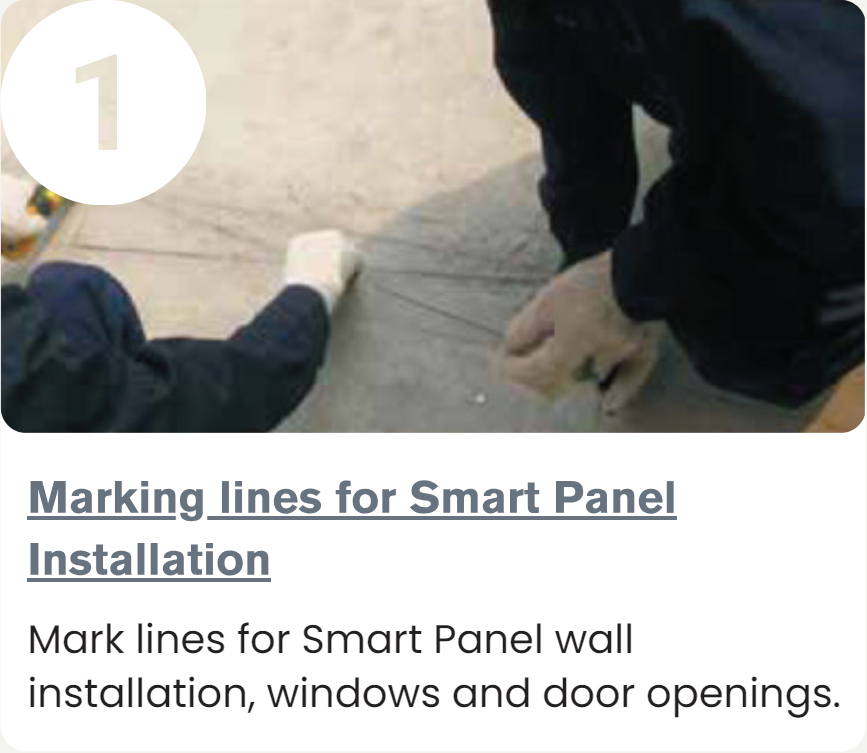 1
Marking lines for Smart Panel
Installation
Mark lines for Smart Panel wall
installation, windows and door openings.